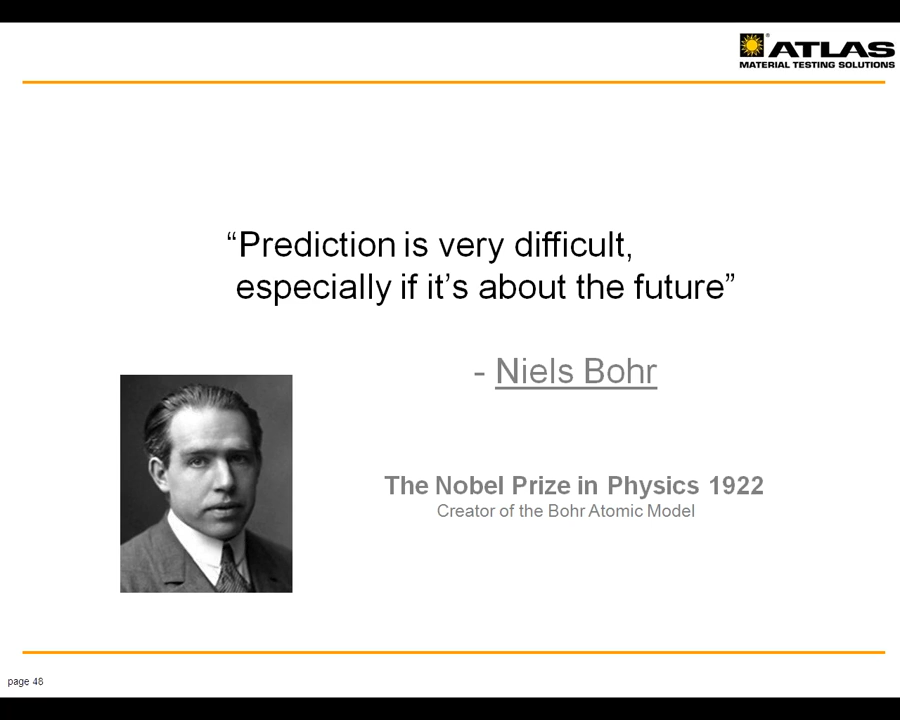 ATLAS
MATERIAL TESTING SOLUTIONS
“Prediction is very difficult,
especially if it’s about the future”
- Niels Bohr
The Nobel Prize in Physics 1922
Creator of the Bohr Atomic Model
page 48